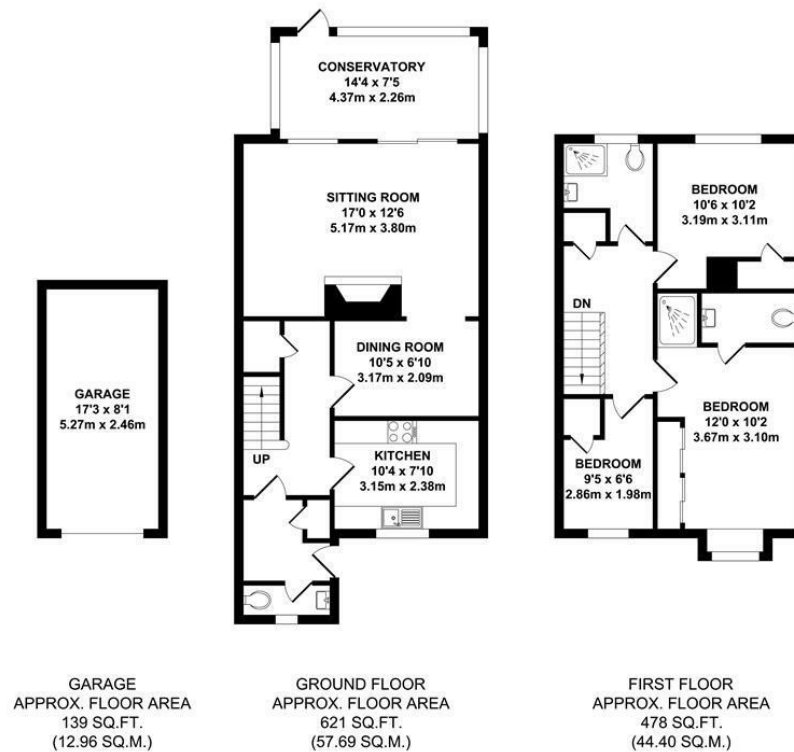 CONSERVATORY
14'4 x 7'5
4.37m x 2.26m
SITTING ROOM
17'0 x 12'6
5.17m x 3.80m
DINING ROOM
10'5 x 6'10
3.17m x 2.09m
UP
KITCHEN
10'4 x 7'10
3.15m x 2.38m
GARAGE
17'3 x 8'1
5.27m x 2.46m
BEDROOM
10'6 x 10'2
3.19m x 3.11m
DN
BEDROOM
12'0 x 10'2
3.67m x 3.10m
BEDROOM
9'5 x 6'6
2.86m x 1.98m
GARAGE
APPROX. FLOOR AREA
139 SQ.FT.
(12.96 SQ.M.)
GROUND FLOOR
APPROX. FLOOR AREA
621 SQ.FT.
(57.69 SQ.M.)
FIRST FLOOR
APPROX. FLOOR AREA
478 SQ.FT.
(44.40 SQ.M.)